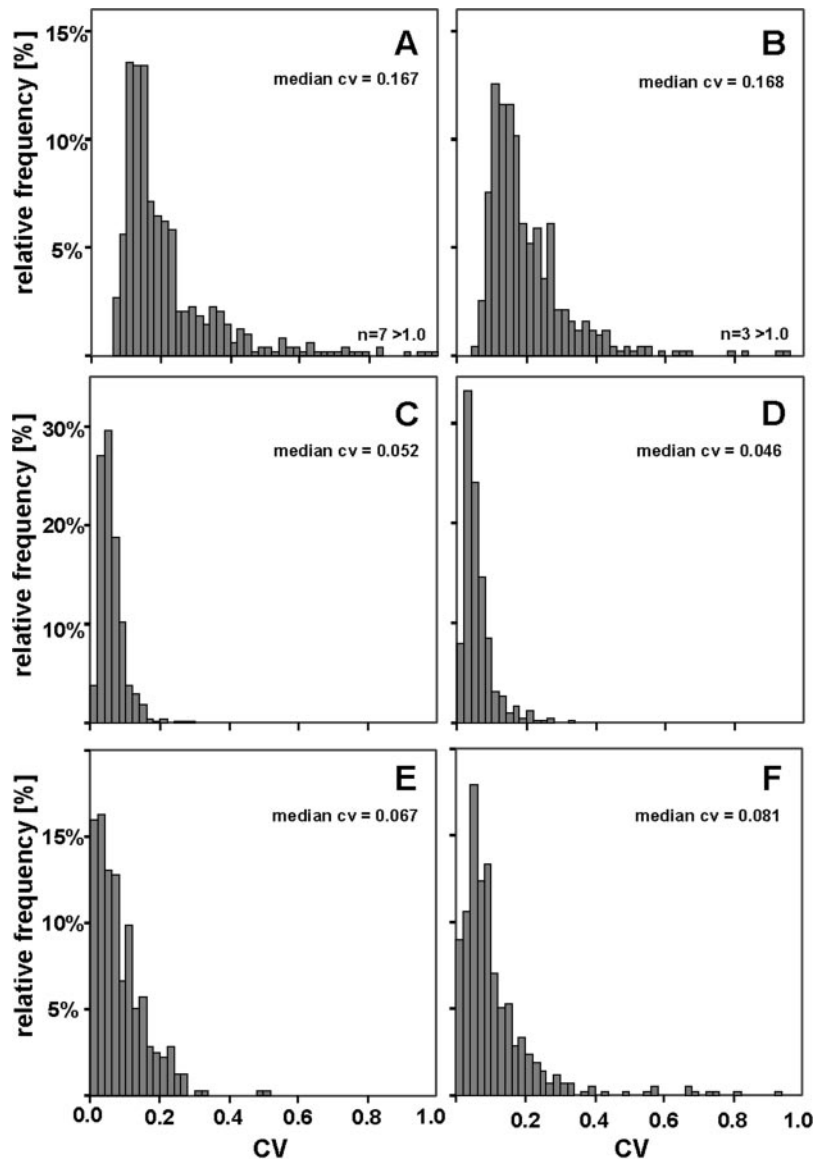 15%
A
median cv = 0.167
10%
relative frequency [%]
5%
n=7 >1.0
B
median cv = 0.168
n=3 >1.0
30%
C
median cv = 0.052
20%
relative frequency [%]
10%
D
median cv = 0.046
E
median cv = 0.067
15%
10%
relative frequency [%]
5%
F
median cv = 0.081
0.0 0.2 0.4 0.6 0.8 1.0
CV
0.2 0.4 0.6 0.8 1.0
CV